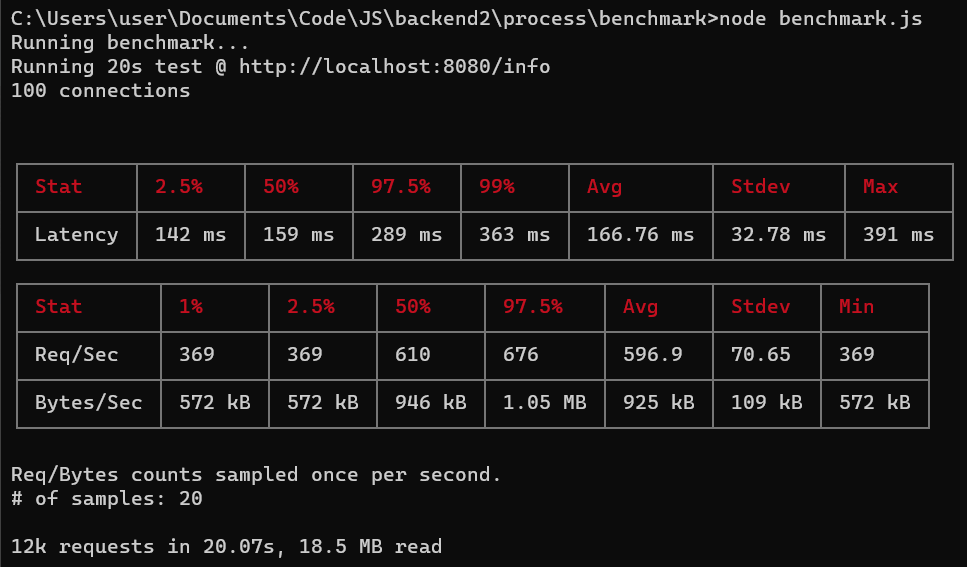 C:\Users\user\Documents\Code\JS\backend2\process\benchmark>node benchmark.js
Running benchmark...
Running 20s test @ http://localhost:8080/info
100 connections
Stat 2.5% 50% 97.5% 99% Avg Stdev Max
Latency 142 ms 159 ms 289 ms 363 ms 166.76 ms 32.78 ms 391 ms
Stat 1% 2.5% 50% 97.5% Avg Stdev Min
Req/Sec 369 369 610 676 596.9 70.65 369
Bytes/Sec 572 kB 572 kB 946 kB 1.05 MB 925 kB 109 kB 572 kB
Req/Bytes counts sampled once per second.
# of samples: 20
12k requests in 20.07s, 18.5 MB read